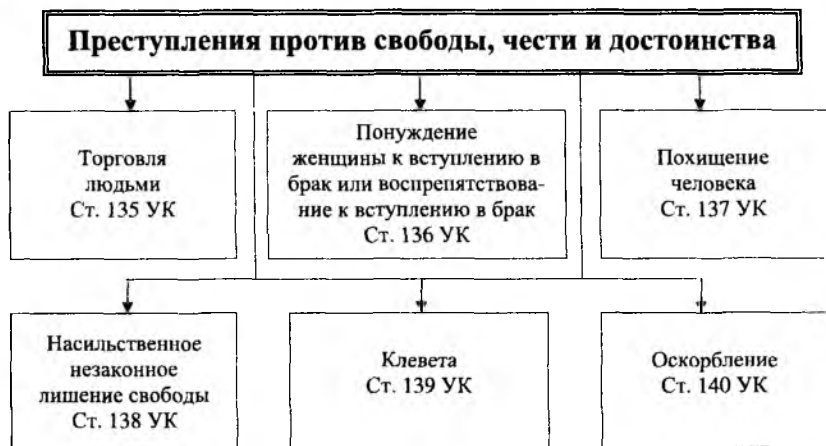 Преступления против свободы, чести и достоинства
Торговля
людьми
Ст. 135 УК
Понуждение
женщины к вступлению в
брак или воспрепятствова-
ние к вступлению в брак
Ст. 136 УК
Похищение
человека
Ст. 137 УК
Насильственное
незаконное
лишение свободы
Ст. 138 УК
Клевета
Ст. 139 УК
Оскорбление
Ст. 140 УК